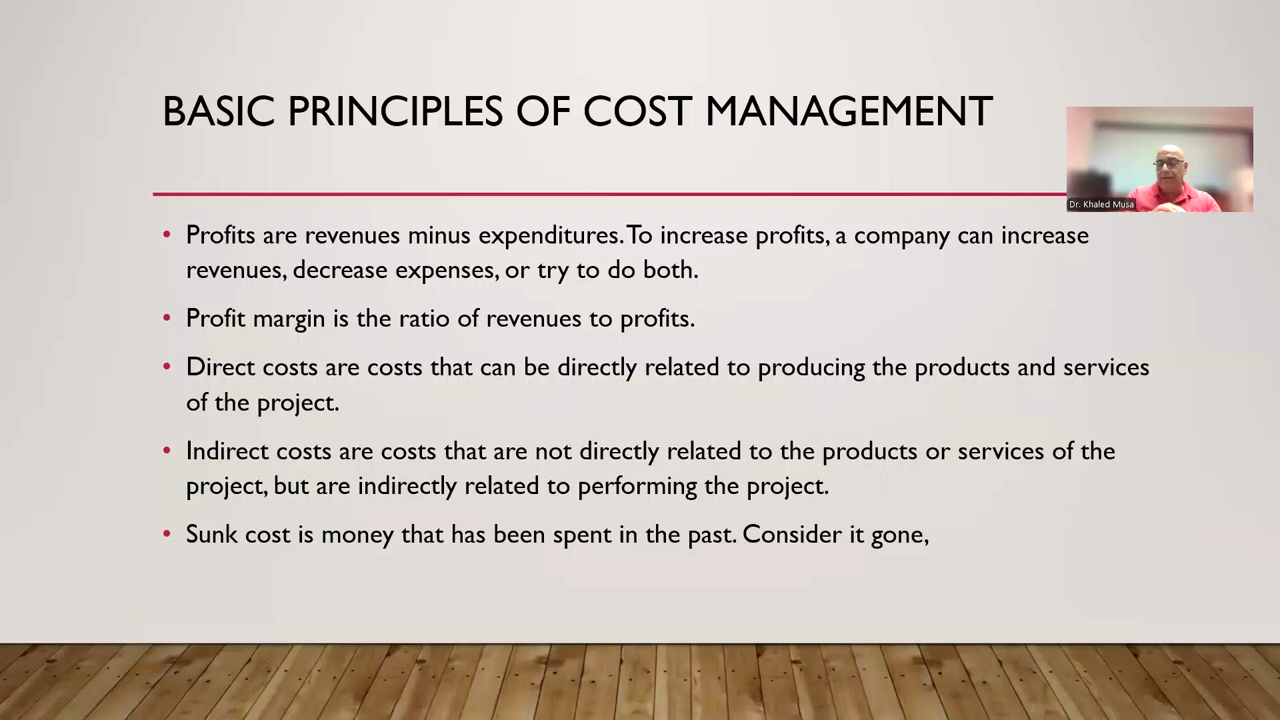 BASIC PRINCIPLES OF COST MANAGEMENT
Dr. Khaled Musa
• Profits are revenues minus expenditures. To increase profits, a company can increase
revenues, decrease expenses, or try to do both.
• Profit margin is the ratio of revenues to profits.
• Direct costs are costs that can be directly related to producing the products and services
of the project.
• Indirect costs are costs that are not directly related to the products or services of the
project, but are indirectly related to performing the project.
• Sunk cost is money that has been spent in the past. Consider it gone,